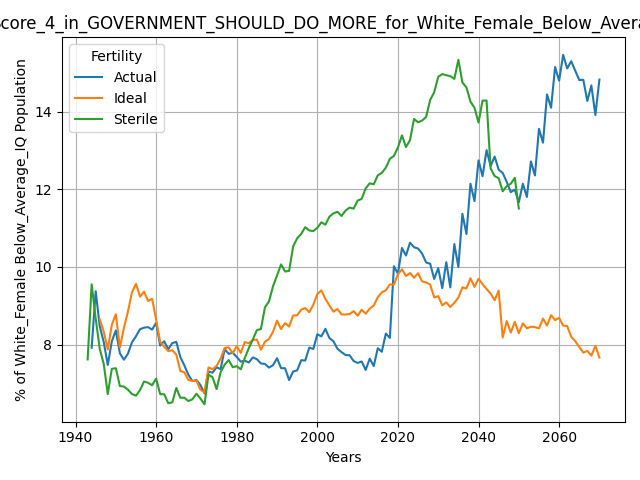 core_4_in_GOVERNMENT_SHOULD_DO_MORE_for_White_Female_Below_Avera
% of White_Female Below_Average_IQ Population
14
12
10
8
Fertility
Actual
Ideal
Sterile
1940 1960 1980 2000 2020 2040 2060
Years